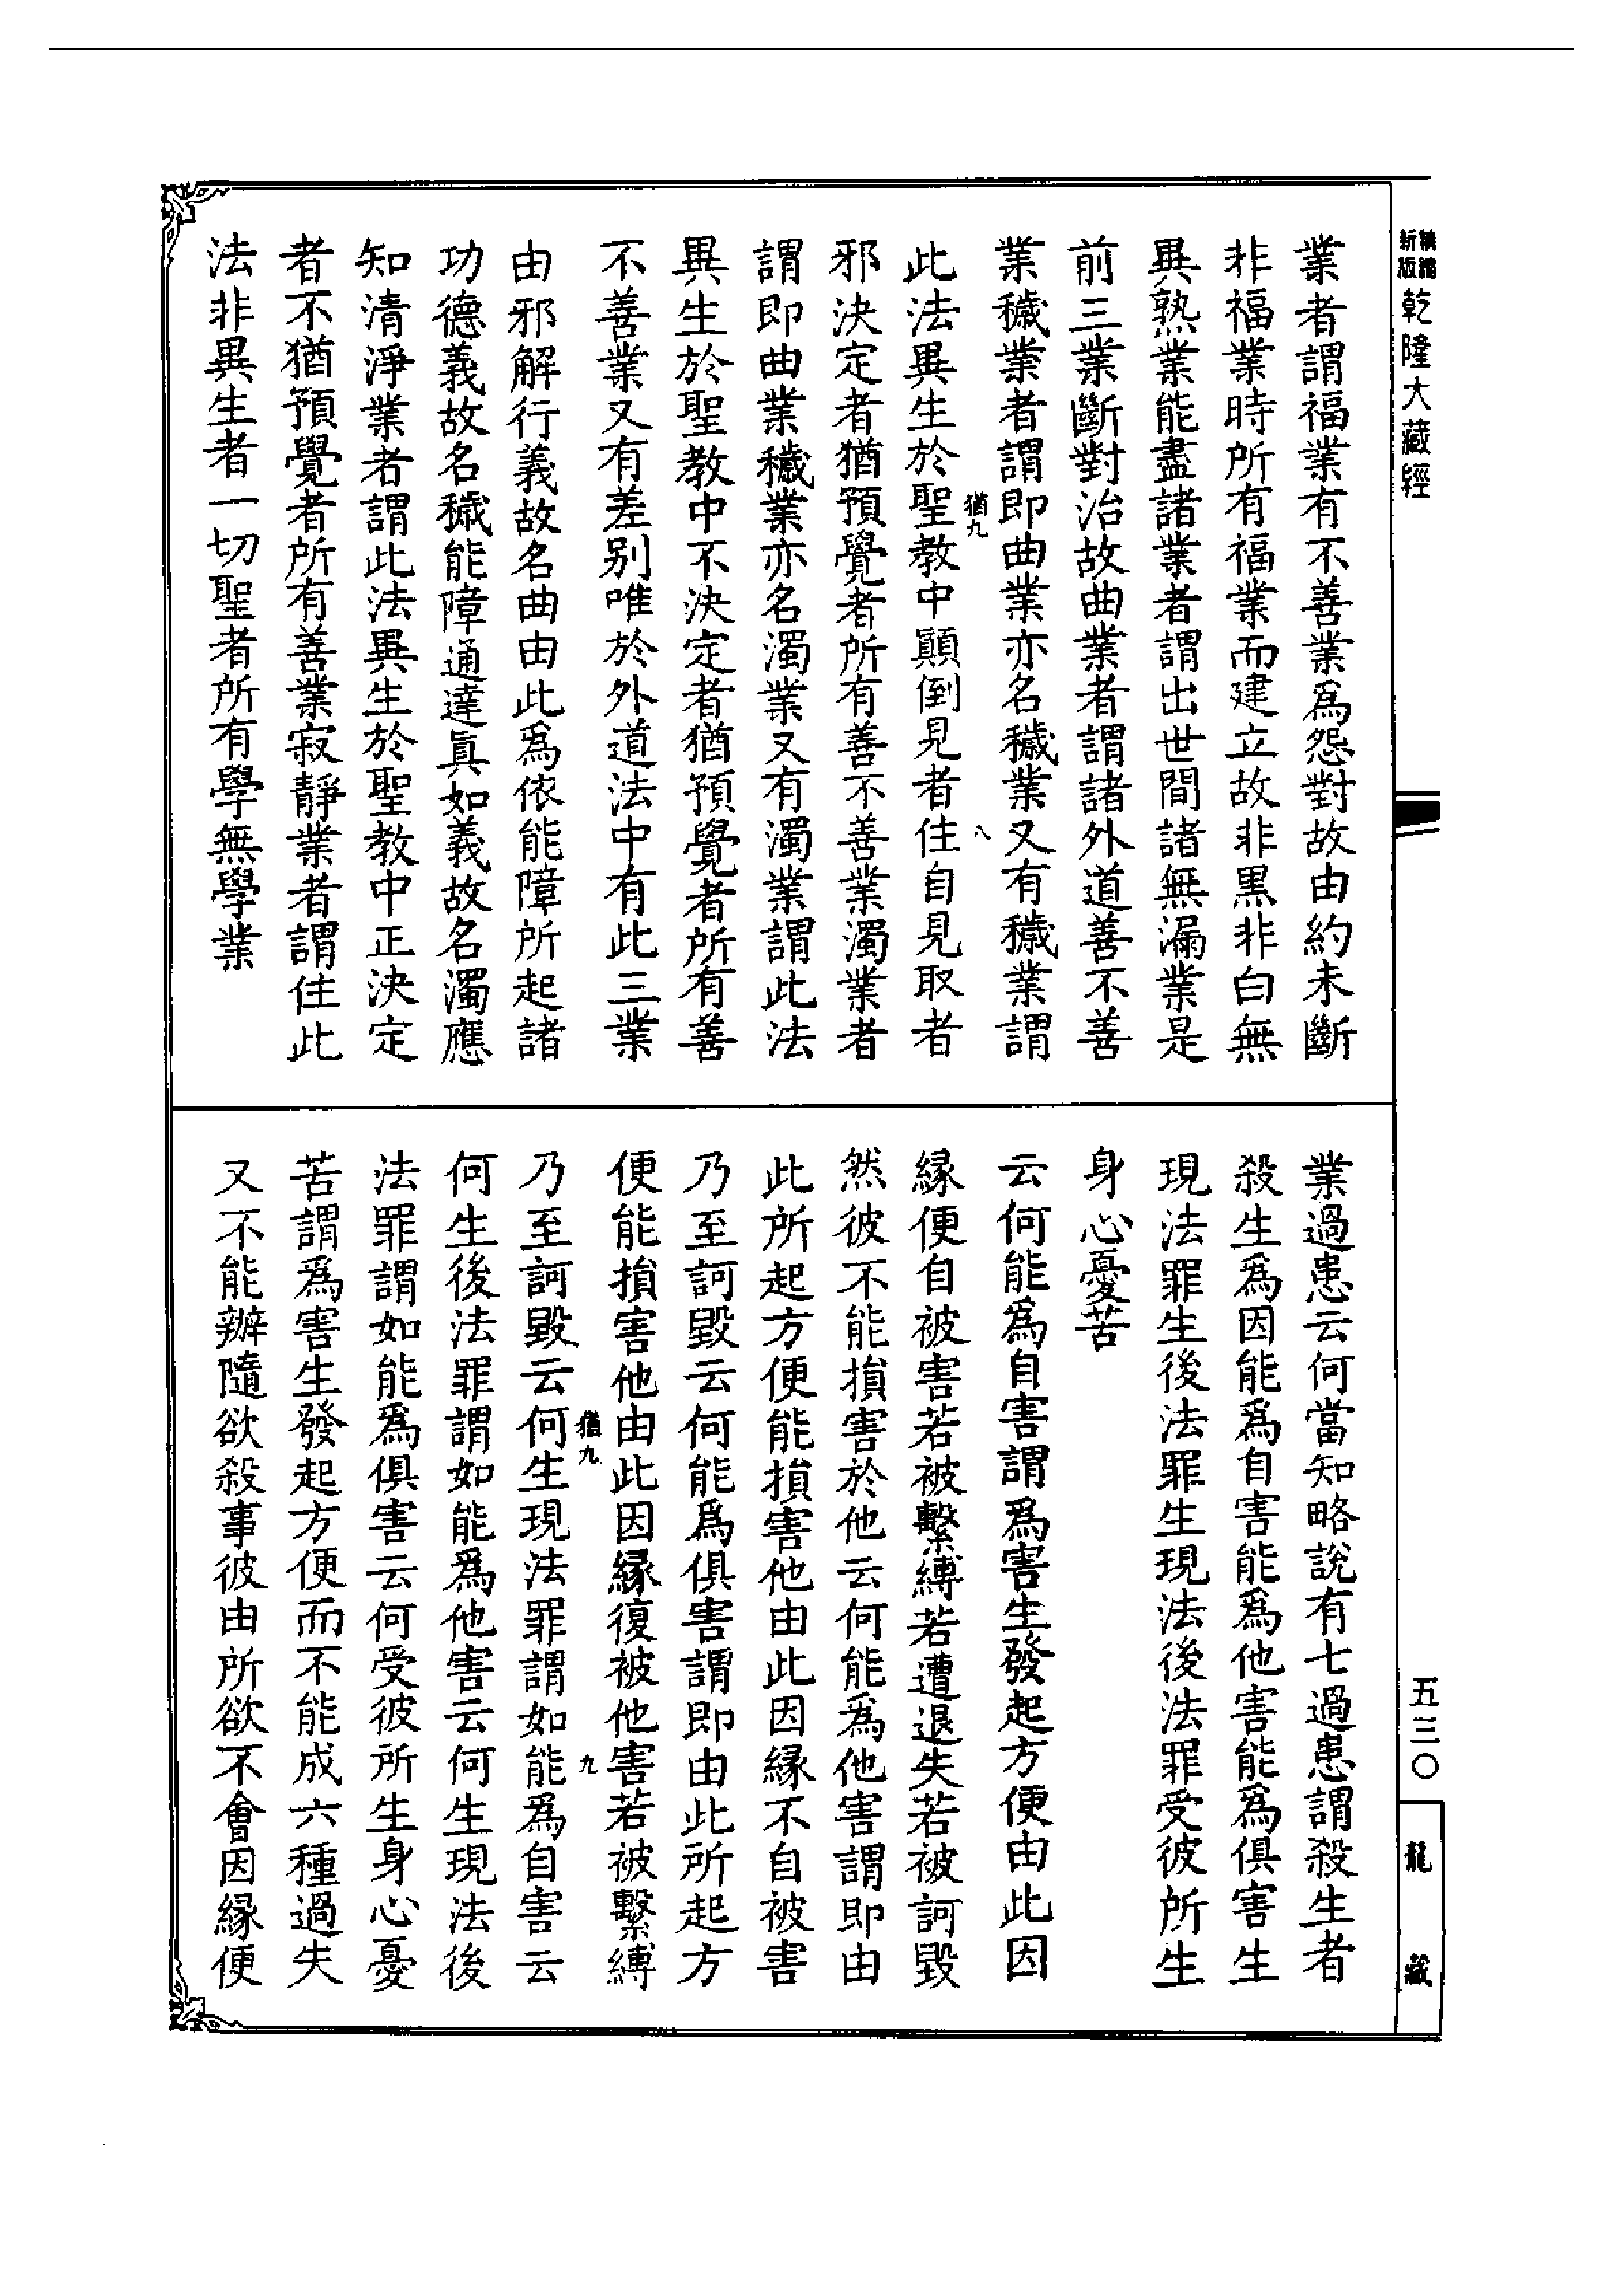 新編
縮版
乾隆大藏經
業者謂福業有不善業爲怨對故由約未斷
非福業時所有福業而建立故非黑非白無
異熟業能盡諸業者謂出世間諸無漏業是
前三業斷對治故曲業者謂諸外道善不善
業穢業者謂即曲業亦名穢業又有穢業謂
猶九
八
此法異生於聖教中顛倒見者住自見取者
邪決定者猶預覺者所有善不善業濁業者
謂即曲業穢業亦名濁業又有濁業謂此法
異生於聖教中不決定者猶預覺者所有善
不善業又有差别唯於外道法中有此三業
由邪解行義故名曲由此爲依能障所起諸
功德義故名穢能障通達真如義故名濁應
知清淨業者謂此法異生於聖教中正決定
者不猶預覺者所有善業寂靜業者謂住此
法非異生者一切聖者所有學無學業
業過患云何當知略說有七過患謂殺生者
殺生爲因能爲自害能爲他害能爲俱害生
現法罪生後法罪生現法後法罪受彼所生
身心憂苦
云何能爲自害謂爲害生發起方便由此因
緣便自被害若被繫縛若遭退失若被訶毀
然彼不能損害於他云何能爲他害謂即由
此所起方便能損害他由此因緣不自被害
乃至訶毀云何能爲俱害謂即由此所起方
便能損害他由此因緣復被他害若被繫縛
猶九
九
乃至訶毀云何生現法罪謂如能爲自害云
何生後法罪謂如能爲他害云何生現法後
法罪謂如能爲俱害云何受彼所生身心憂
苦謂爲害生發起方便而不能成六種過失
又不能辦隨欲殺事彼由所欲不會因緣便
五三〇
龍藏